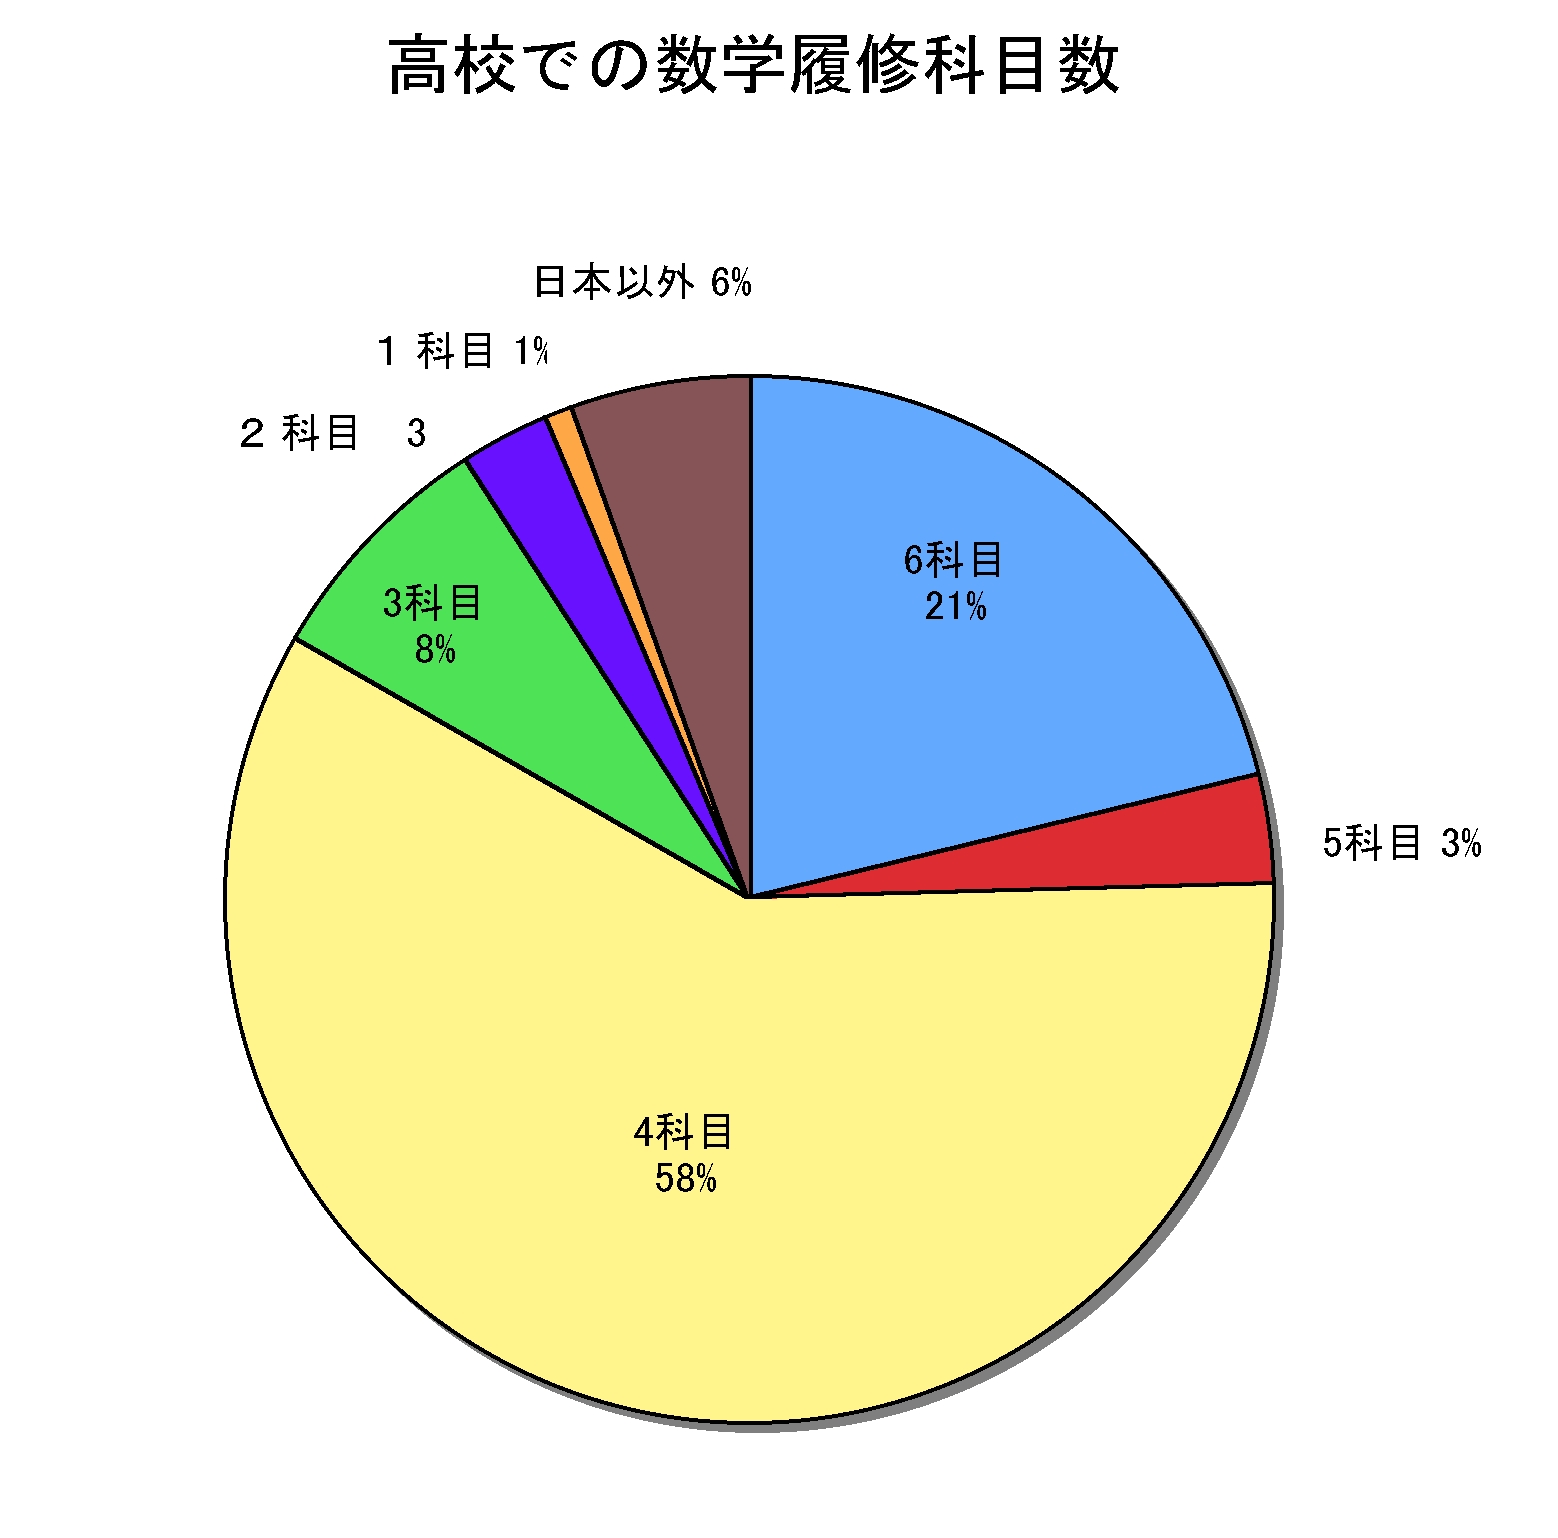 高校での数学履修科目数
日本以外 6%
1 科目 1%
2 科目 3
6科目
21%
3科目
8%
5科目 3%
4科目
58%